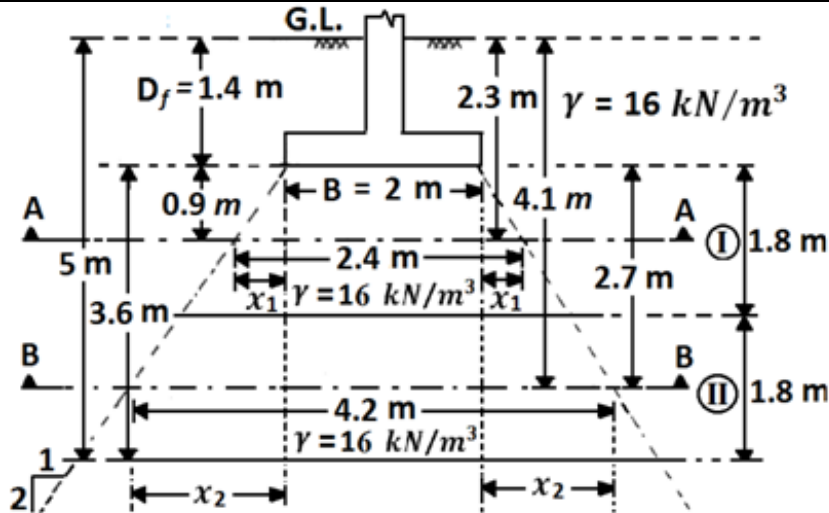 G.L.
D_f = 1.4 m
2.3 m
γ = 16 kN/m³
A
0.9 m
B = 2 m
4.1 m
A
I
1.8 m
5 m
2.4 m
2.7 m
3.6 m
x₁
γ = 16 kN/m³
x₁
B
B
II
1.8 m
4.2 m
γ = 16 kN/m³
1
2
x₂
x₂